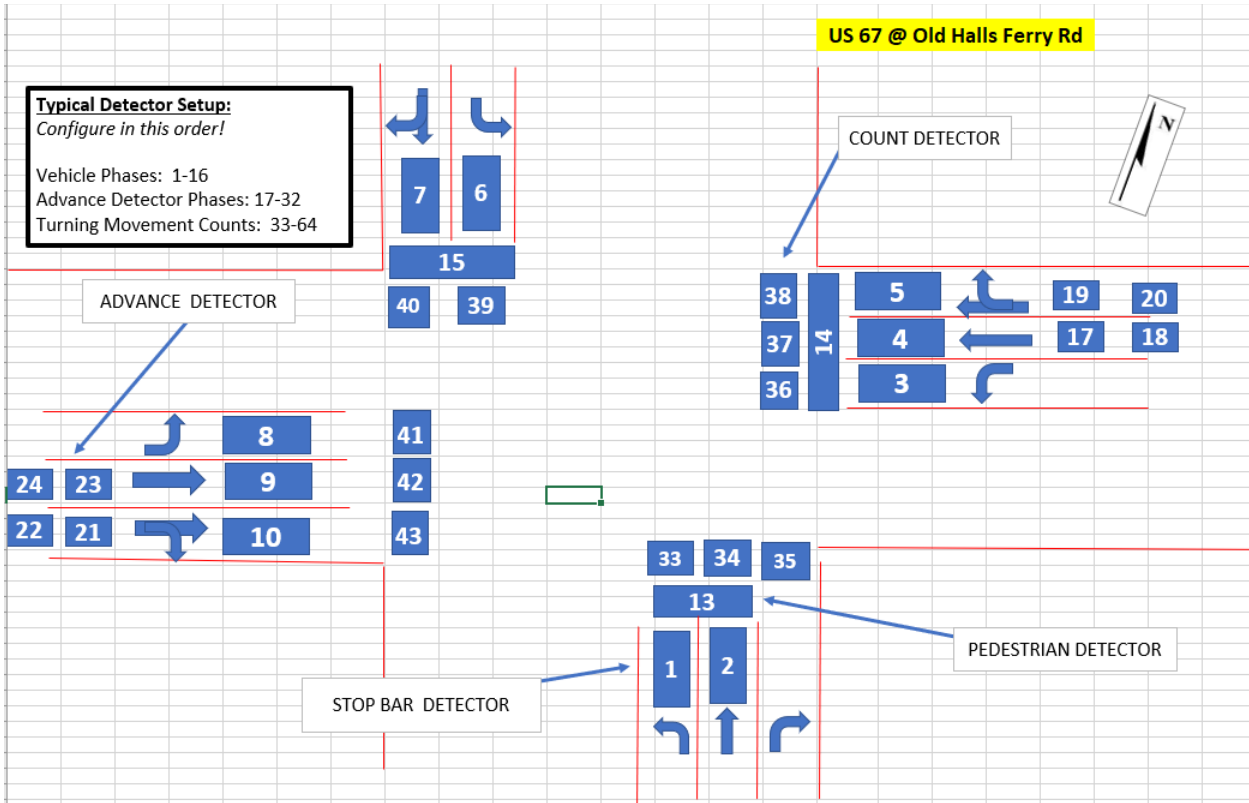 US 67 @ Old Halls Ferry Rd
Typical Detector Setup:
Configure in this order!
Vehicle Phases:  1-16
Advance Detector Phases: 17-32
Turning Movement Counts:  33-64
N
COUNT DETECTOR
7
6
15
40
39
ADVANCE  DETECTOR
38
37
36
14
5
4
3
19
20
17
18
8
9
10
24
23
22
21
41
42
43
33
34
35
13
1
2
PEDESTRIAN DETECTOR
STOP BAR  DETECTOR